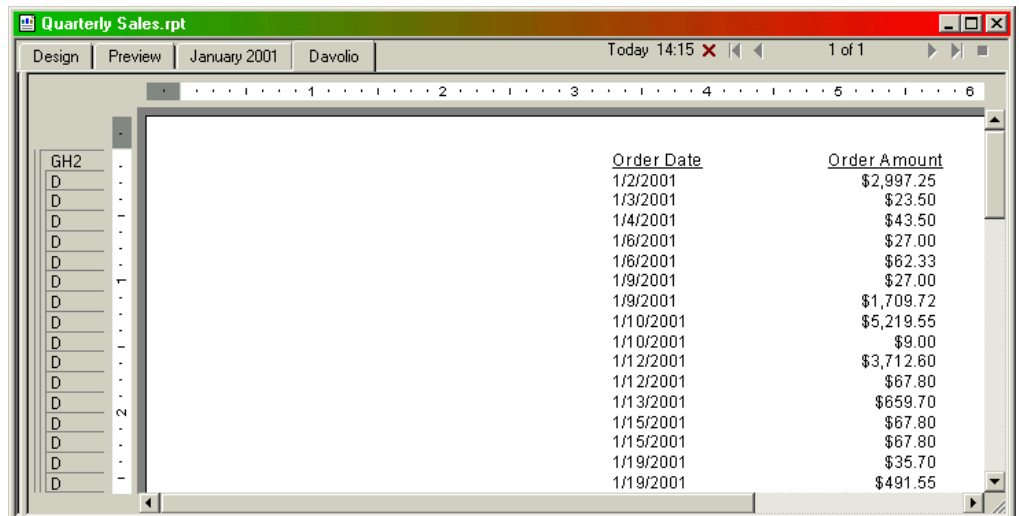 Quarterly Sales.rpt
Design Preview January 2001 Davolio Today 14:15 1 of 1
1 2 3 4 5 6
GH2 Order Date Order Amount
D 1/2/2001 $2,997.25
D 1/3/2001 $23.50
D 1/4/2001 $43.50
D 1/6/2001 $27.00
D 1/6/2001 $62.33
1
D 1/9/2001 $27.00
D 1/9/2001 $1,709.72
D 1/10/2001 $5,219.55
D 1/10/2001 $9.00
D 1/12/2001 $3,712.60
D 1/12/2001 $67.80
D 1/13/2001 $659.70
2
D 1/15/2001 $67.80
D 1/15/2001 $67.80
D 1/19/2001 $35.70
D 1/19/2001 $491.55